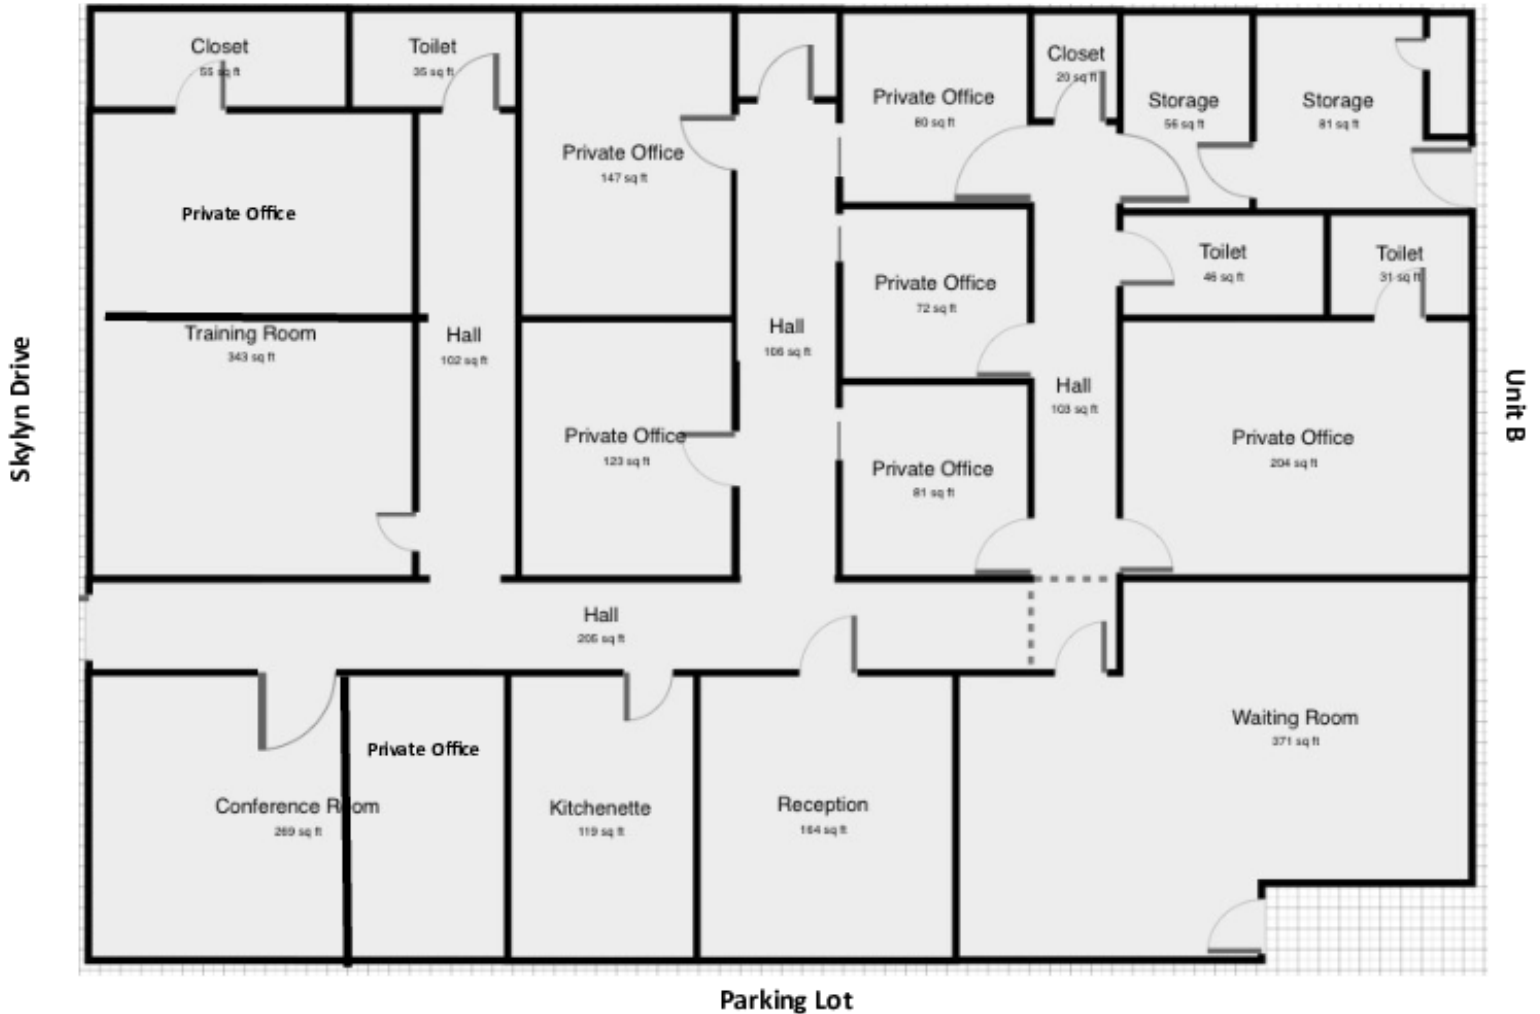 Closet
55 sq ft
Toilet
35 sq ft
Private Office
147 sq ft
Private Office
80 sq ft
Closet
20 sq ft
Storage
56 sq ft
Storage
81 sq ft
Private Office
Training Room
343 sq ft
Hall
102 sq ft
Hall
106 sq ft
Private Office
72 sq ft
Toilet
46 sq ft
Toilet
31 sq ft
Skylyn Drive
Private Office
123 sq ft
Private Office
81 sq ft
Hall
103 sq ft
Private Office
204 sq ft
Unit B
Hall
205 sq ft
Private Office
Conference Room
269 sq ft
Kitchenette
119 sq ft
Reception
164 sq ft
Waiting Room
371 sq ft
Parking Lot